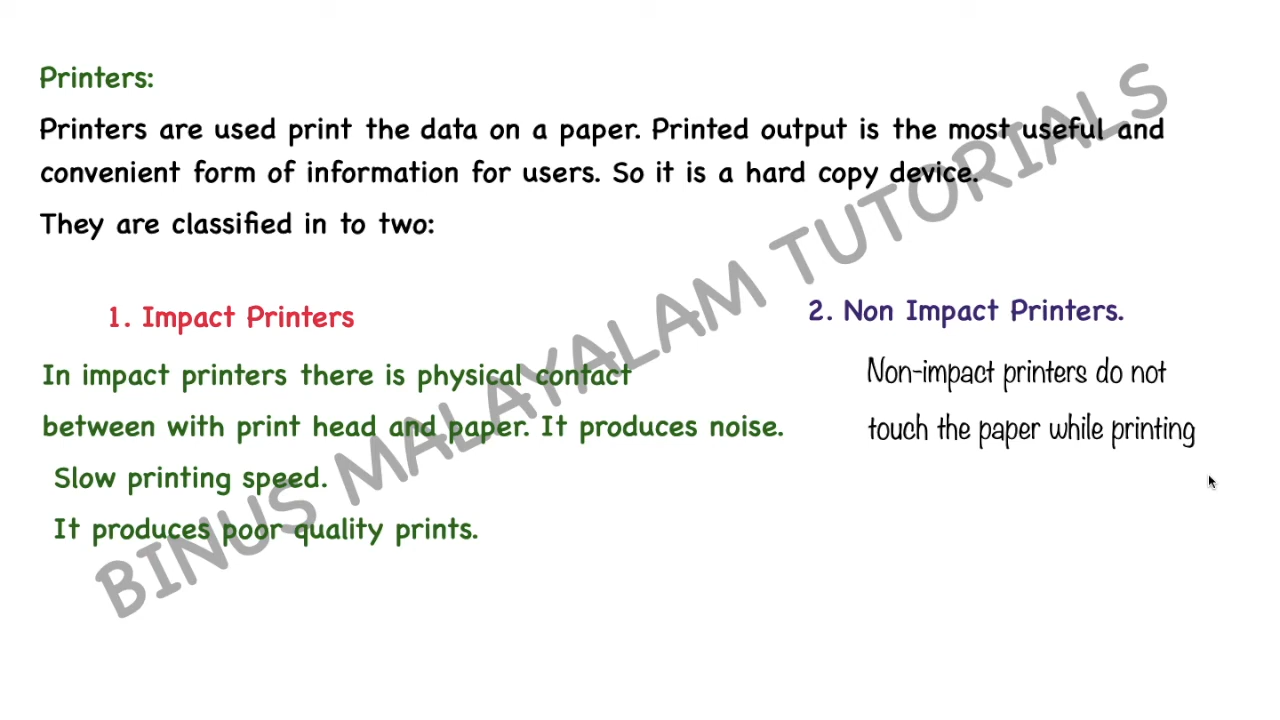 Printers:
Printers are used print the data on a paper. Printed output is the most useful and
convenient form of information for users. So it is a hard copy device.
They are classified in to two:
1. Impact Printers
In impact printers there is physical contact
between with print head and paper. It produces noise.
Slow printing speed.
It produces poor quality prints.
2. Non Impact Printers.
Non-impact printers do not
touch the paper while printing
BINUS MALAYALAM TUTORIALS